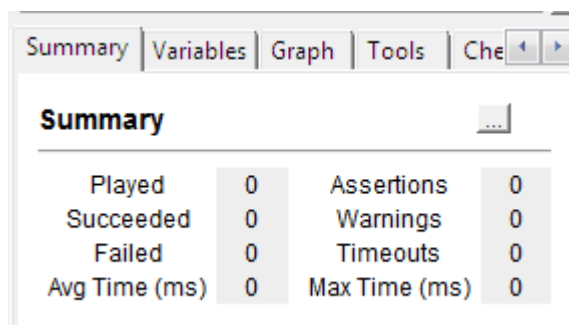 Summary Variables Graph Tools Che
Summary ...
Played 0 Assertions 0
Succeeded 0 Warnings 0
Failed 0 Timeouts 0
Avg Time (ms) 0 Max Time (ms) 0